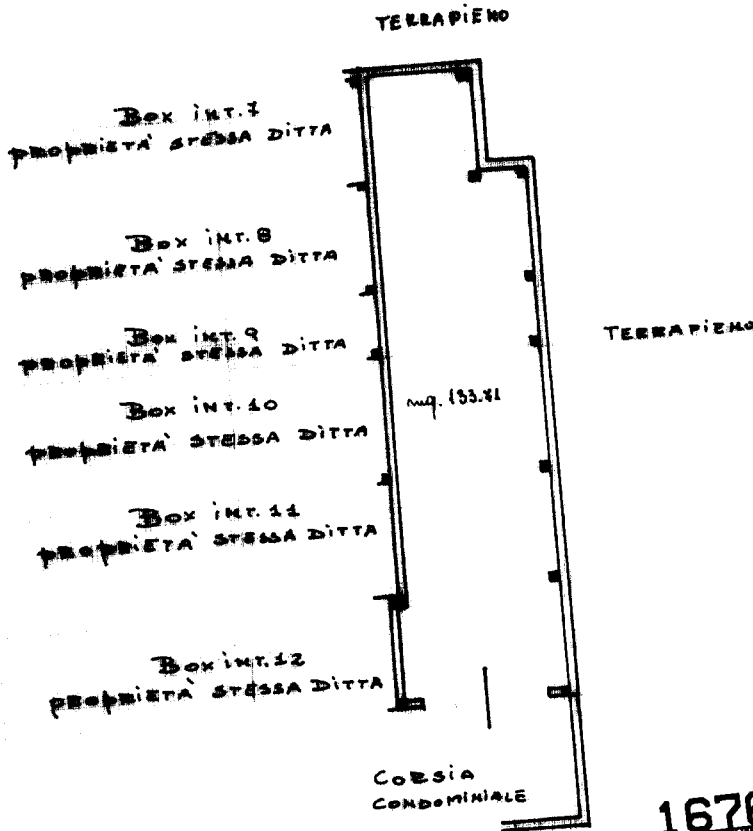 TERRAPIENO
Box iNT.7
PROPRIETA' STESSA DITTA
Box iNT.8
PROPRIETA' STESSA DITTA
Box iNT.9
PROPRIETA' STESSA DITTA
TERRAPIENO
Box iNT.10
PROPRIETA' STESSA DITTA
mq.
Box iNT.11
PROPRIETA' STESSA DITTA
Box iNT.12
PROPRIETA' STESSA DITTA
CORSIA
CONDOMINIALE
1676